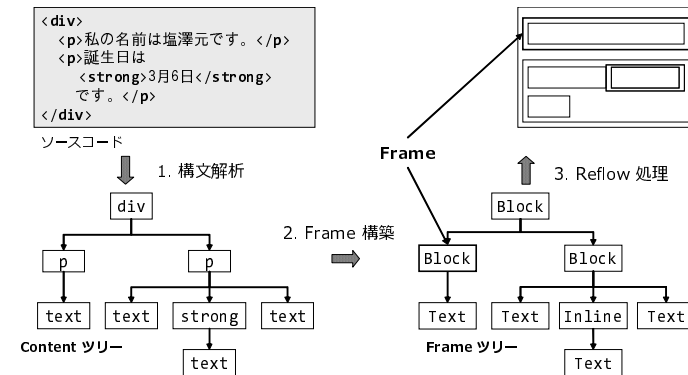 <div>
<p>私の名前は塩澤元です。</p>
<p>誕生日は
<strong>3月6日</strong>
です。</p>
</div>
ソースコード
1. 構文解析
div
p p
text text strong text
Content ツリー
text
2. Frame 構築
Frame
3. Reflow 処理
Block
Block Block
Text Text Inline Text
Frame ツリー
Text